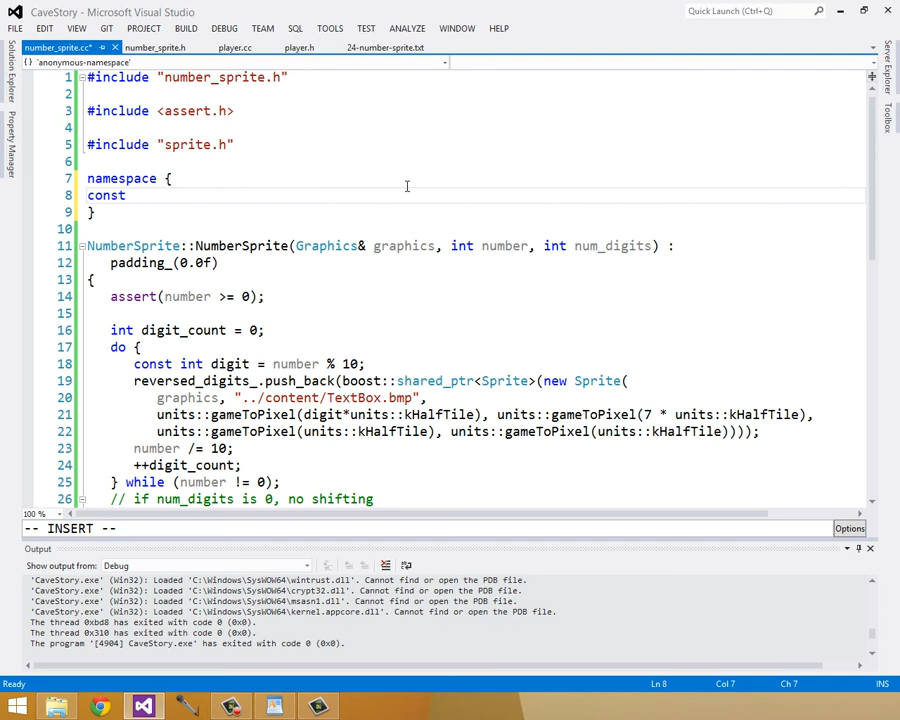 CaveStory - Microsoft Visual Studio
Quick Launch (Ctrl+Q)
FILE EDIT VIEW GIT PROJECT BUILD DEBUG TEAM SQL TOOLS TEST ANALYZE WINDOW HELP
number_sprite.cc* number_sprite.h player.cc player.h 24-number-sprite.txt
{ } `anonymous-namespace'
Solution Explorer
Property Manager
Server Explorer
Toolbox
1 #include "number_sprite.h"
2
3 #include <assert.h>
4
5 #include "sprite.h"
6
7 namespace {
8 const
9 }
10
11 NumberSprite::NumberSprite(Graphics& graphics, int number, int num_digits) :
12 padding_(0.0f)
13 {
14 assert(number >= 0);
15
16 int digit_count = 0;
17 do {
18 const int digit = number % 10;
19 reversed_digits_.push_back(boost::shared_ptr<Sprite>(new Sprite(
20 graphics, "../content/TextBox.bmp",
21 units::gameToPixel(digit*units::kHalfTile), units::gameToPixel(7 * units::kHalfTile),
22 units::gameToPixel(units::kHalfTile), units::gameToPixel(units::kHalfTile))));
23 number /= 10;
24 ++digit_count;
25 } while (number != 0);
26 // if num_digits is 0, no shifting
100 %
-- INSERT --
Options
Output
Show output from: Debug
'CaveStory.exe' (Win32): Loaded 'C:\Windows\SysWOW64\wintrust.dll'. Cannot find or open the PDB file.
'CaveStory.exe' (Win32): Loaded 'C:\Windows\SysWOW64\crypt32.dll'. Cannot find or open the PDB file.
'CaveStory.exe' (Win32): Loaded 'C:\Windows\SysWOW64\msasn1.dll'. Cannot find or open the PDB file.
'CaveStory.exe' (Win32): Loaded 'C:\Windows\SysWOW64\kernel.appcore.dll'. Cannot find or open the PDB file.
The thread 0xbd8 has exited with code 0 (0x0).
The thread 0x310 has exited with code 0 (0x0).
The program '[4904] CaveStory.exe' has exited with code 0 (0x0).
Ready Ln 8 Col 7 Ch 7 INS